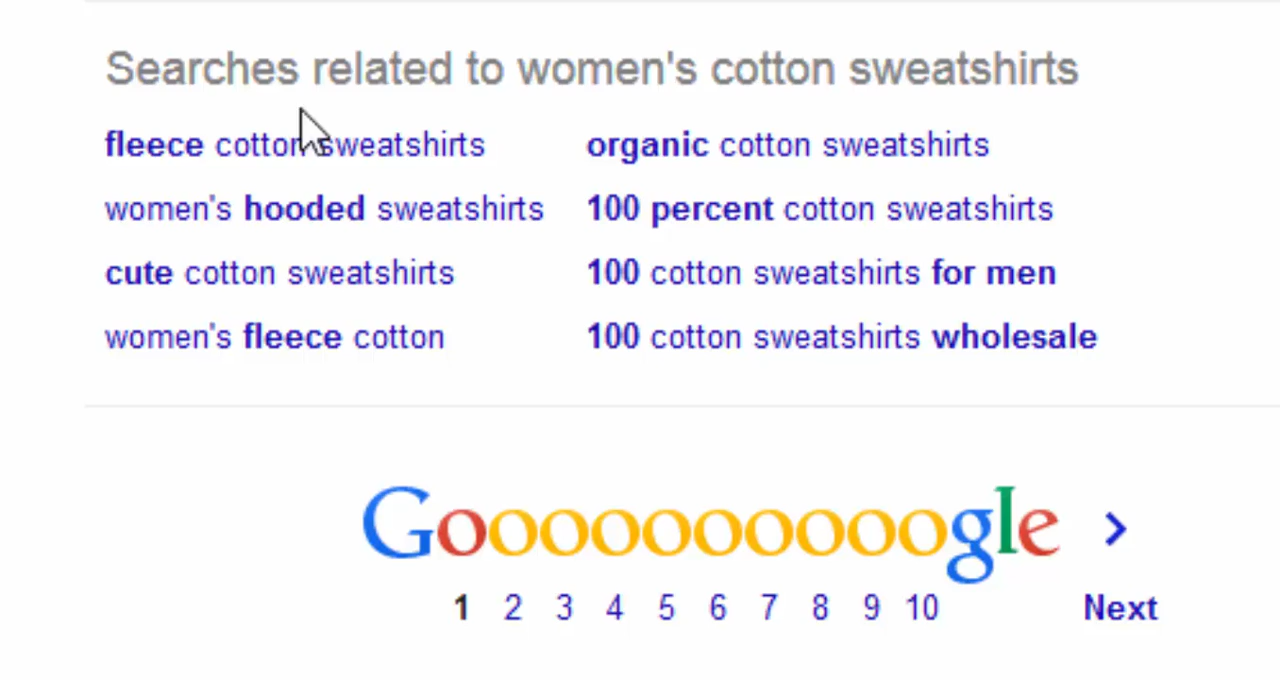 Searches related to women's cotton sweatshirts
fleece cotton sweatshirts
women's hooded sweatshirts
cute cotton sweatshirts
women's fleece cotton
organic cotton sweatshirts
100 percent cotton sweatshirts
100 cotton sweatshirts for men
100 cotton sweatshirts wholesale
Goooooooooogle >
1 2 3 4 5 6 7 8 9 10 Next